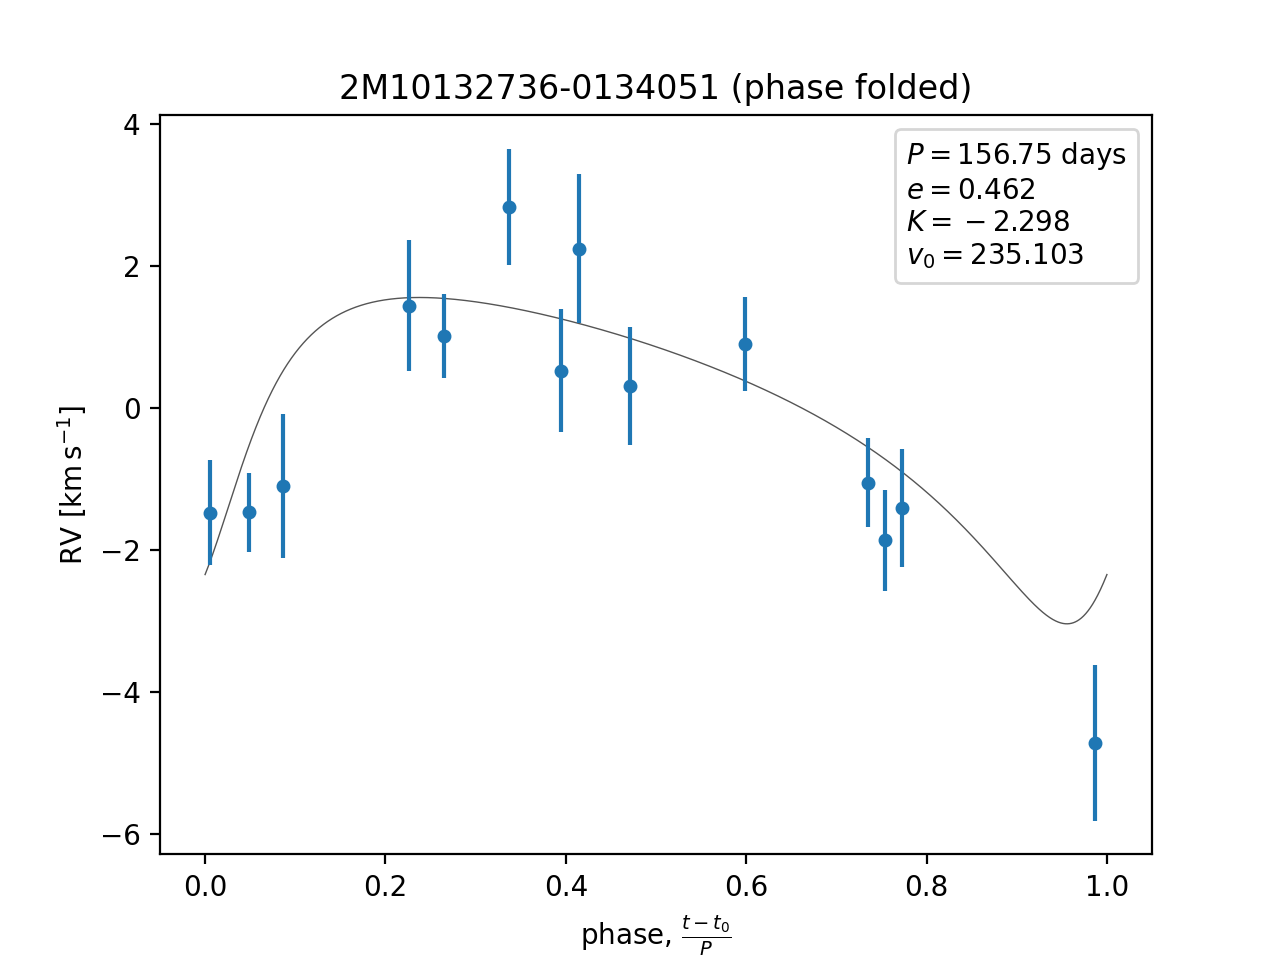 2M10132736-0134051 (phase folded)
P = 156.75 days
e = 0.462
K = −2.298
v₀ = 235.103
4
2
0
−2
−4
−6
RV [km s⁻¹]
0.0 0.2 0.4 0.6 0.8 1.0
phase, (t − t₀)/P